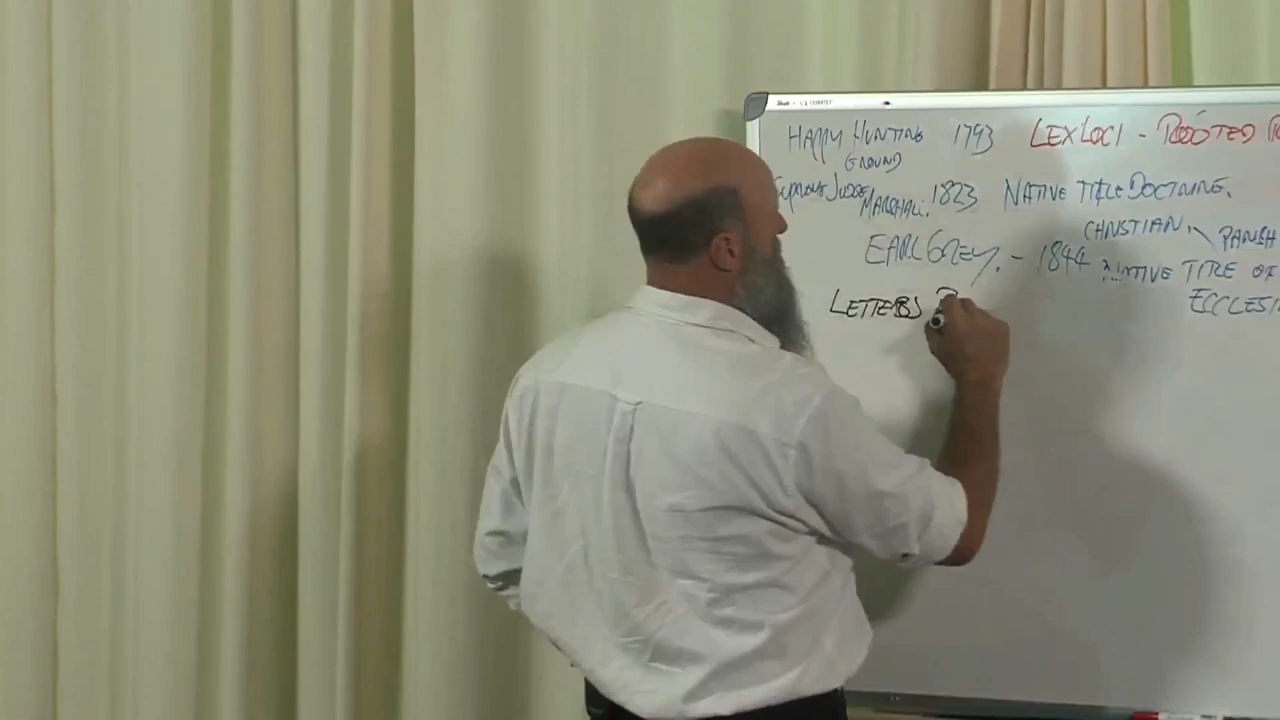 HAPPY HUNTING 1793 LEX LOCI - ROOTED
GROUND
SUPREME JUDGE MARSHALL. 1823 NATIVE TITLE DOCTRINE.
CHRISTIAN, PARISH
EARL GREY. - 1844 NATIVE TITLE OF
LETTERS